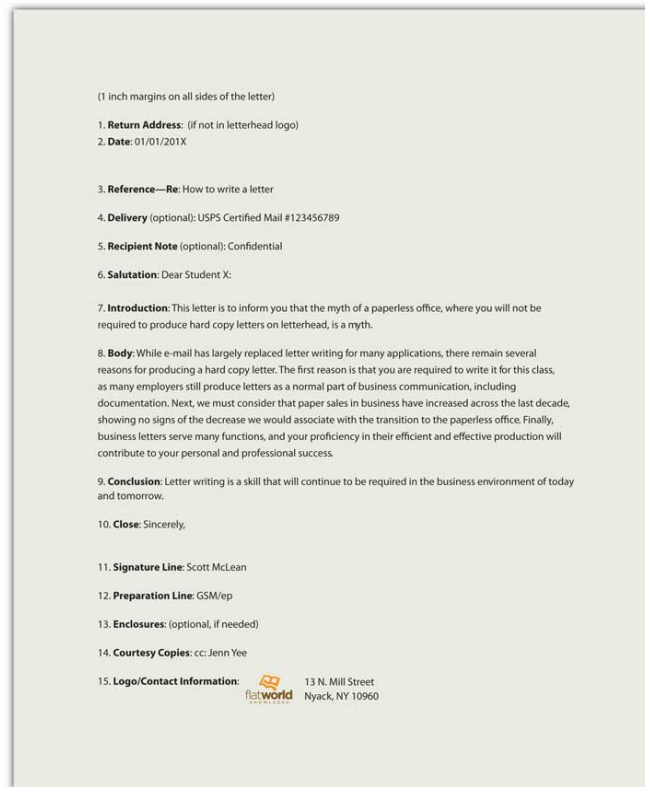 (1 inch margins on all sides of the letter)
1. Return Address: (if not in letterhead logo)
2. Date: 01/01/201X
3. Reference—Re: How to write a letter
4. Delivery (optional): USPS Certified Mail #123456789
5. Recipient Note (optional): Confidential
6. Salutation: Dear Student X:
7. Introduction: This letter is to inform you that the myth of a paperless office, where you will not be
required to produce hard copy letters on letterhead, is a myth.
8. Body: While e-mail has largely replaced letter writing for many applications, there remain several
reasons for producing a hard copy letter. The first reason is that you are required to write it for this class,
as many employers still produce letters as a normal part of business communication, including
documentation. Next, we must consider that paper sales in business have increased across the last decade,
showing no signs of the decrease we would associate with the transition to the paperless office. Finally,
business letters serve many functions, and your proficiency in their efficient and effective production will
contribute to your personal and professional success.
9. Conclusion: Letter writing is a skill that will continue to be required in the business environment of today
and tomorrow.
10. Close: Sincerely,
11. Signature Line: Scott McLean
12. Preparation Line: GSM/ep
13. Enclosures: (optional, if needed)
14. Courtesy Copies: cc: Jenn Yee
15. Logo/Contact Information:
flatworld
KNOWLEDGE
13 N. Mill Street
Nyack, NY 10960